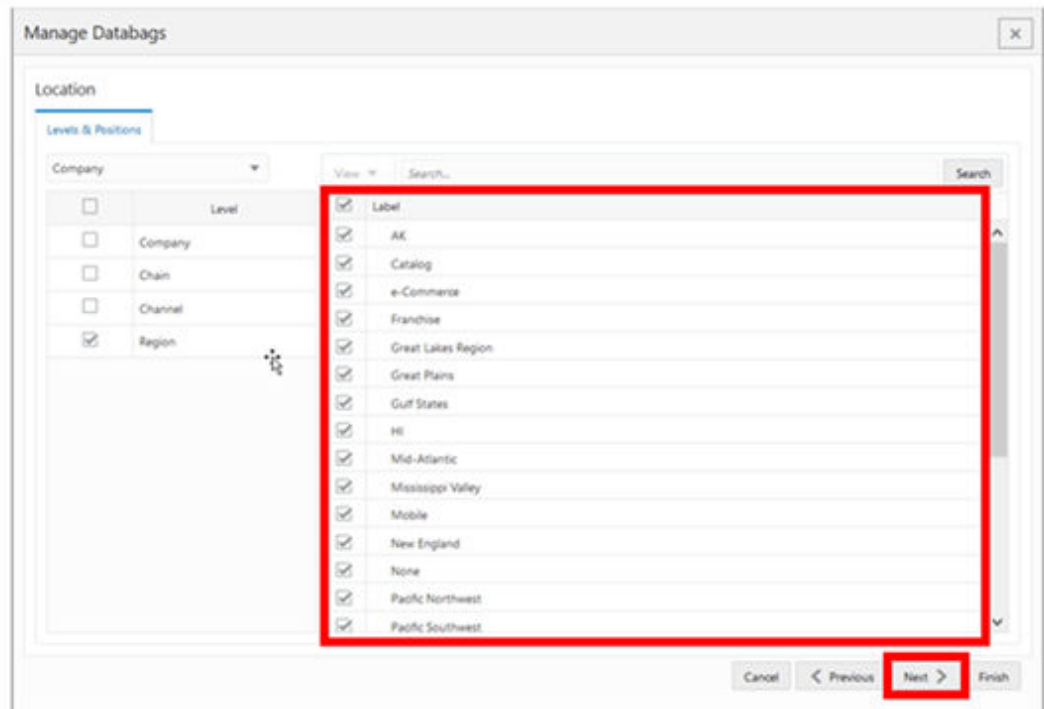 Manage Databags
Location
Levels & Positions
Company
View Search... Search
Level
Company
Chain
Channel
Region
Label
AK
Catalog
e-Commerce
Franchise
Great Lakes Region
Great Plains
Gulf States
HI
Mid-Atlantic
Mississippi Valley
Mobile
New England
None
Pacific Northwest
Pacific Southwest
Cancel Previous Next Finish